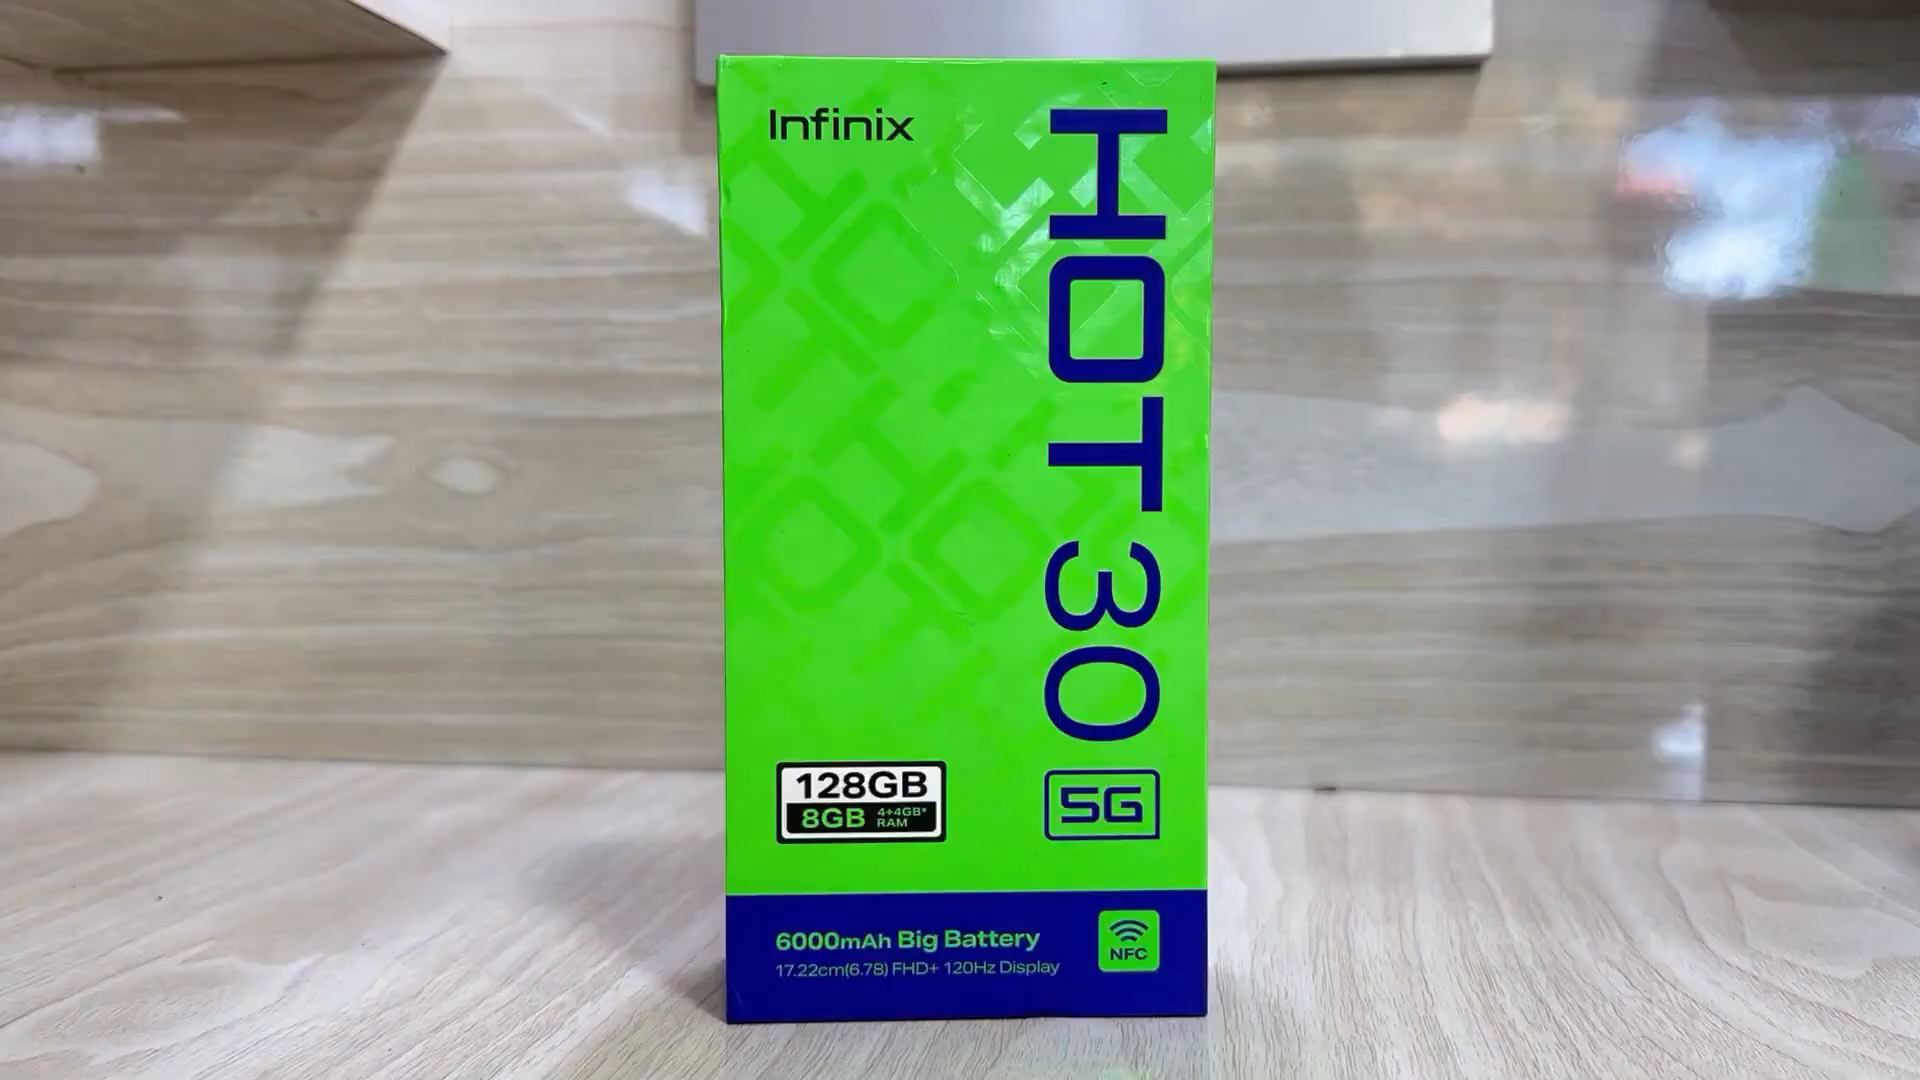 Infinix
HOT 30
5G
128GB
8GB 4+4GB* RAM
6000mAh Big Battery
17.22cm(6.78) FHD+ 120Hz Display
NFC